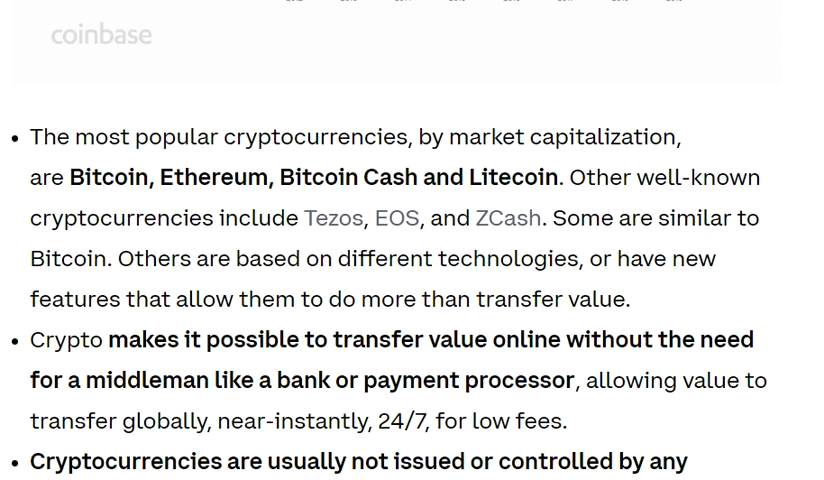 coinbase
• The most popular cryptocurrencies, by market capitalization,
are Bitcoin, Ethereum, Bitcoin Cash and Litecoin. Other well-known
cryptocurrencies include Tezos, EOS, and ZCash. Some are similar to
Bitcoin. Others are based on different technologies, or have new
features that allow them to do more than transfer value.
• Crypto makes it possible to transfer value online without the need
for a middleman like a bank or payment processor, allowing value to
transfer globally, near-instantly, 24/7, for low fees.
• Cryptocurrencies are usually not issued or controlled by any